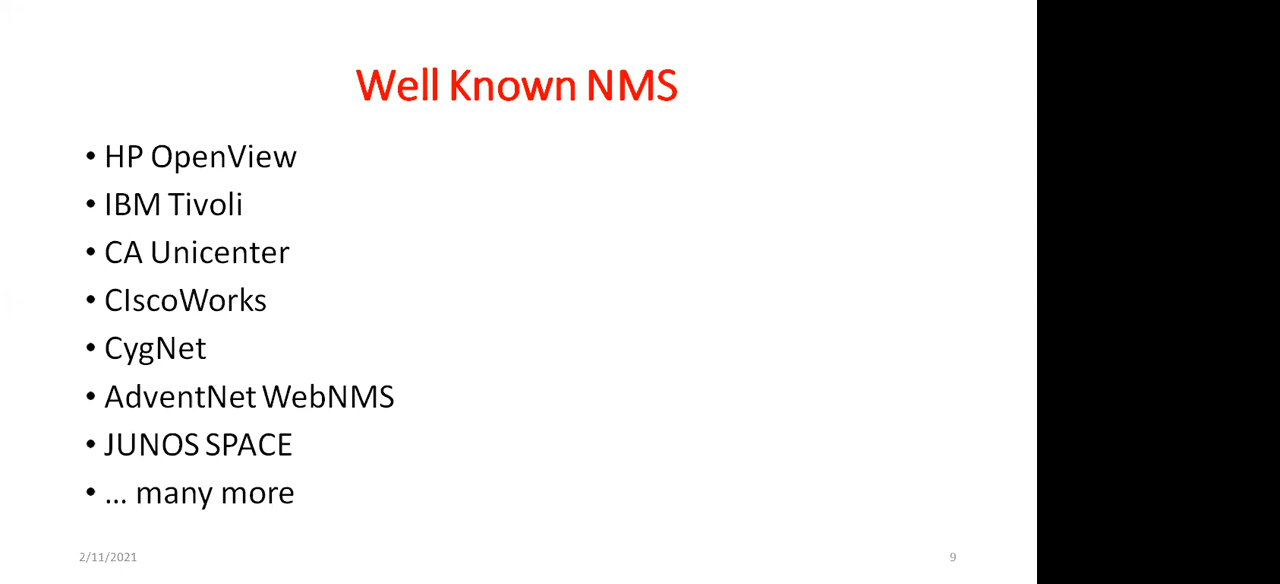 Well Known NMS
• HP OpenView
• IBM Tivoli
• CA Unicenter
• CIscoWorks
• CygNet
• AdventNet WebNMS
• JUNOS SPACE
• ... many more
2/11/2021
9